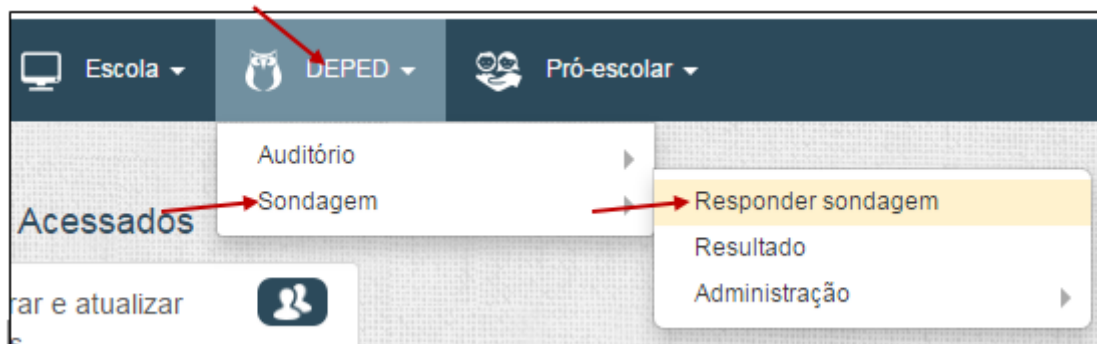 Escola DEPED Pró-escolar
Auditório
Sondagem
Responder sondagem
Resultado
Administração
Acessados
rar e atualizar